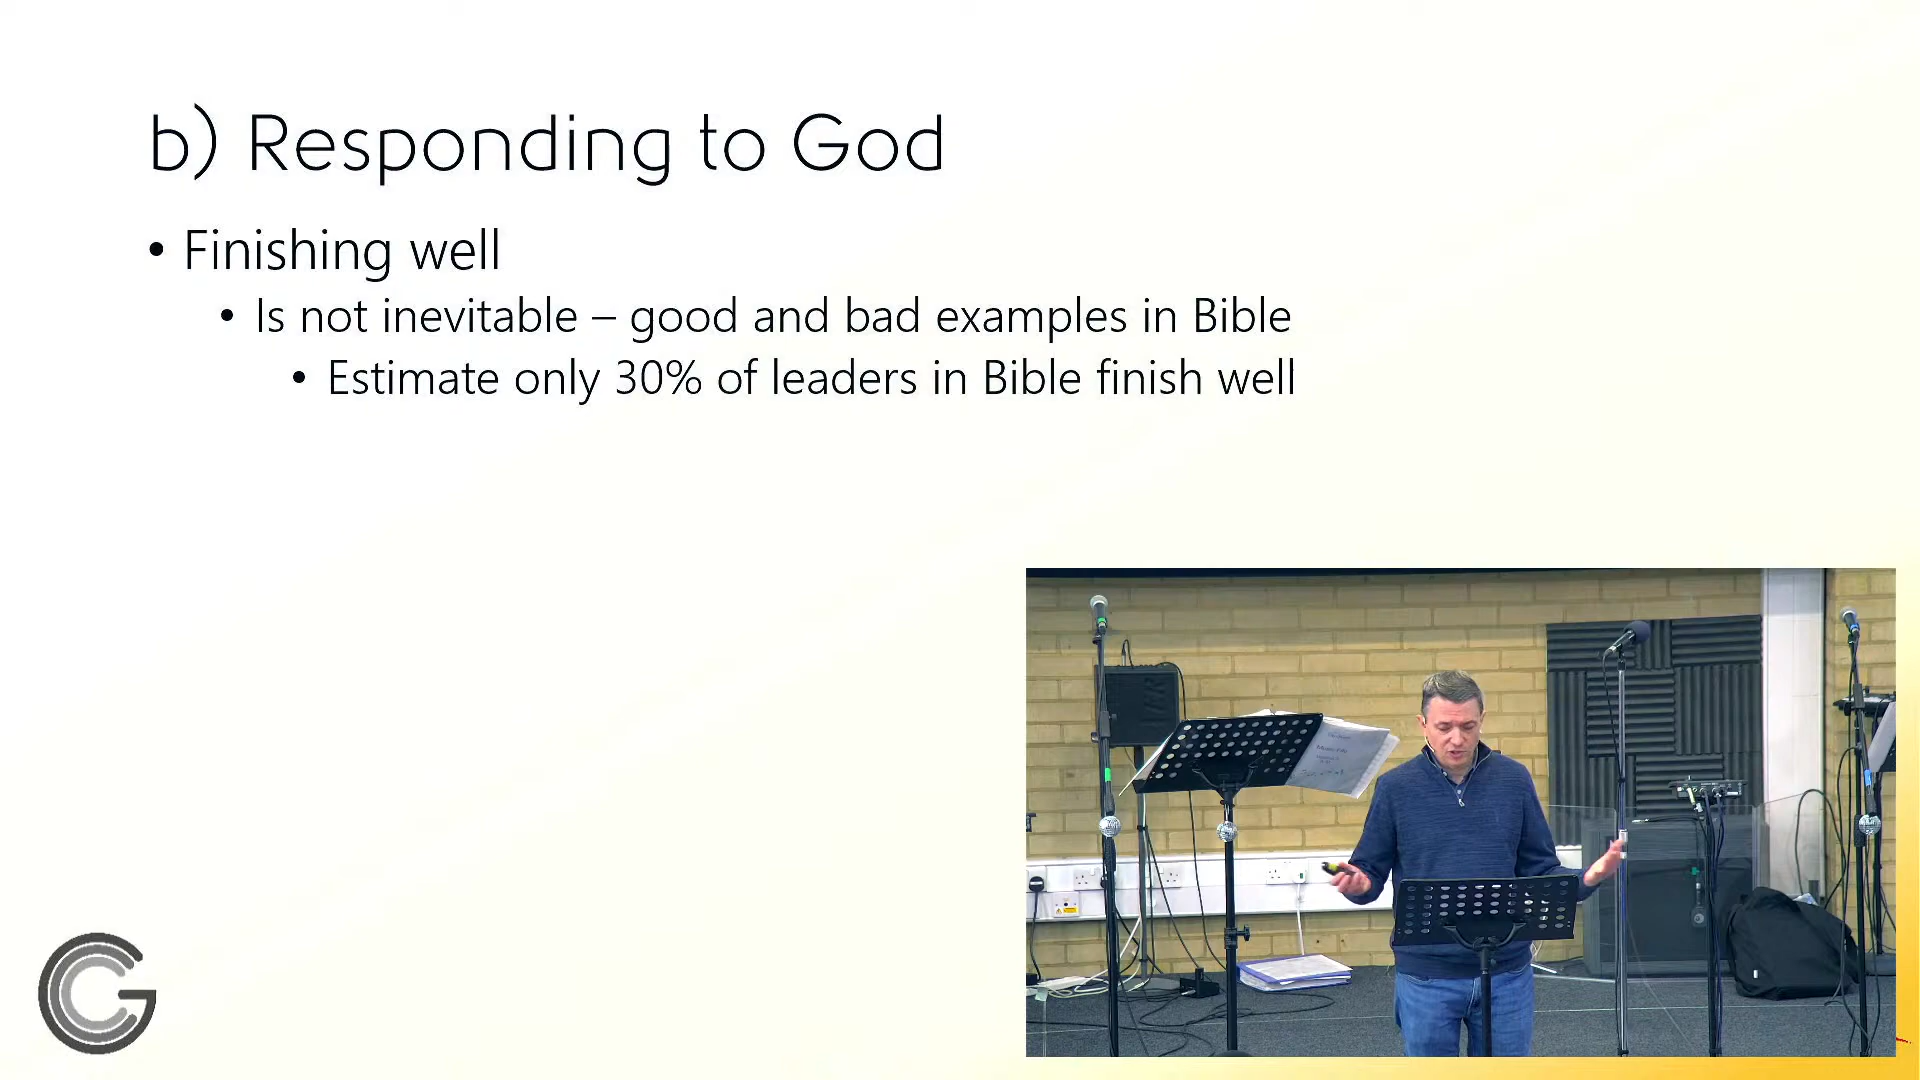 b) Responding to God
• Finishing well
• Is not inevitable – good and bad examples in Bible
• Estimate only 30% of leaders in Bible finish well